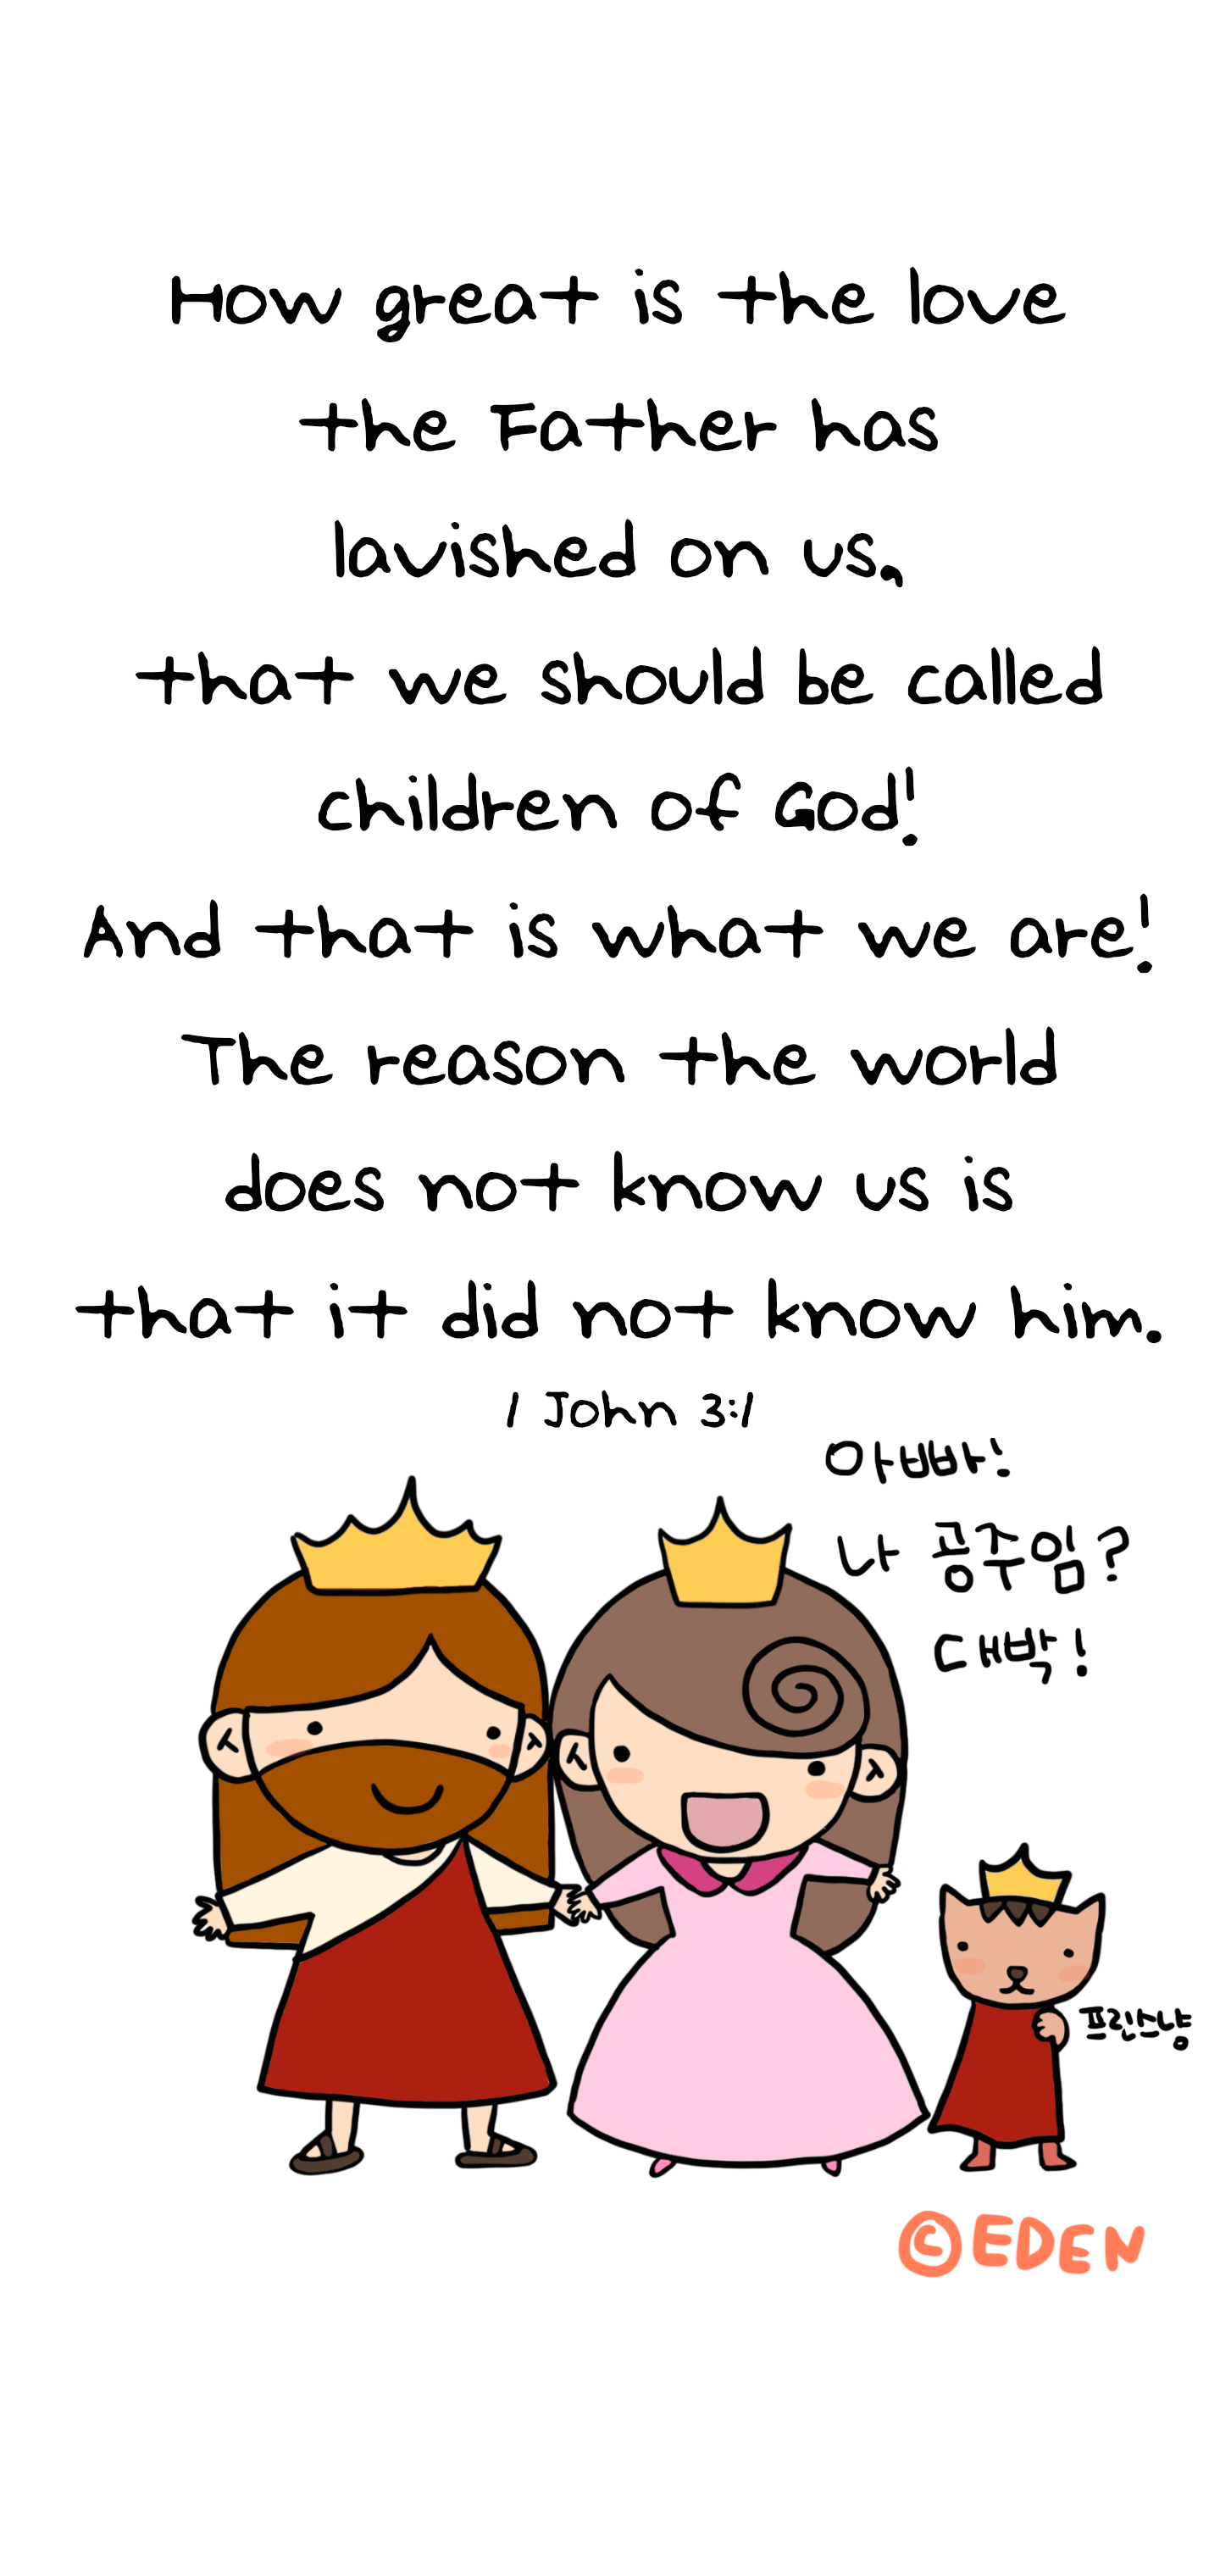 How great is the love
the Father has
lavished on us,
that we should be called
children of God!
And that is what we are!
The reason the world
does not know us is
that it did not know him.
1 John 3:1
아빠!
나 공주임?
대박!
프린스냥
©EDEN